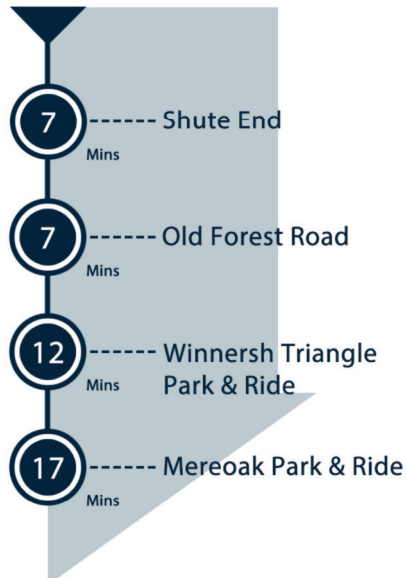 7
Mins
Shute End
7
Mins
Old Forest Road
12
Mins
Winnersh Triangle
Park & Ride
17
Mins
Mereoak Park & Ride